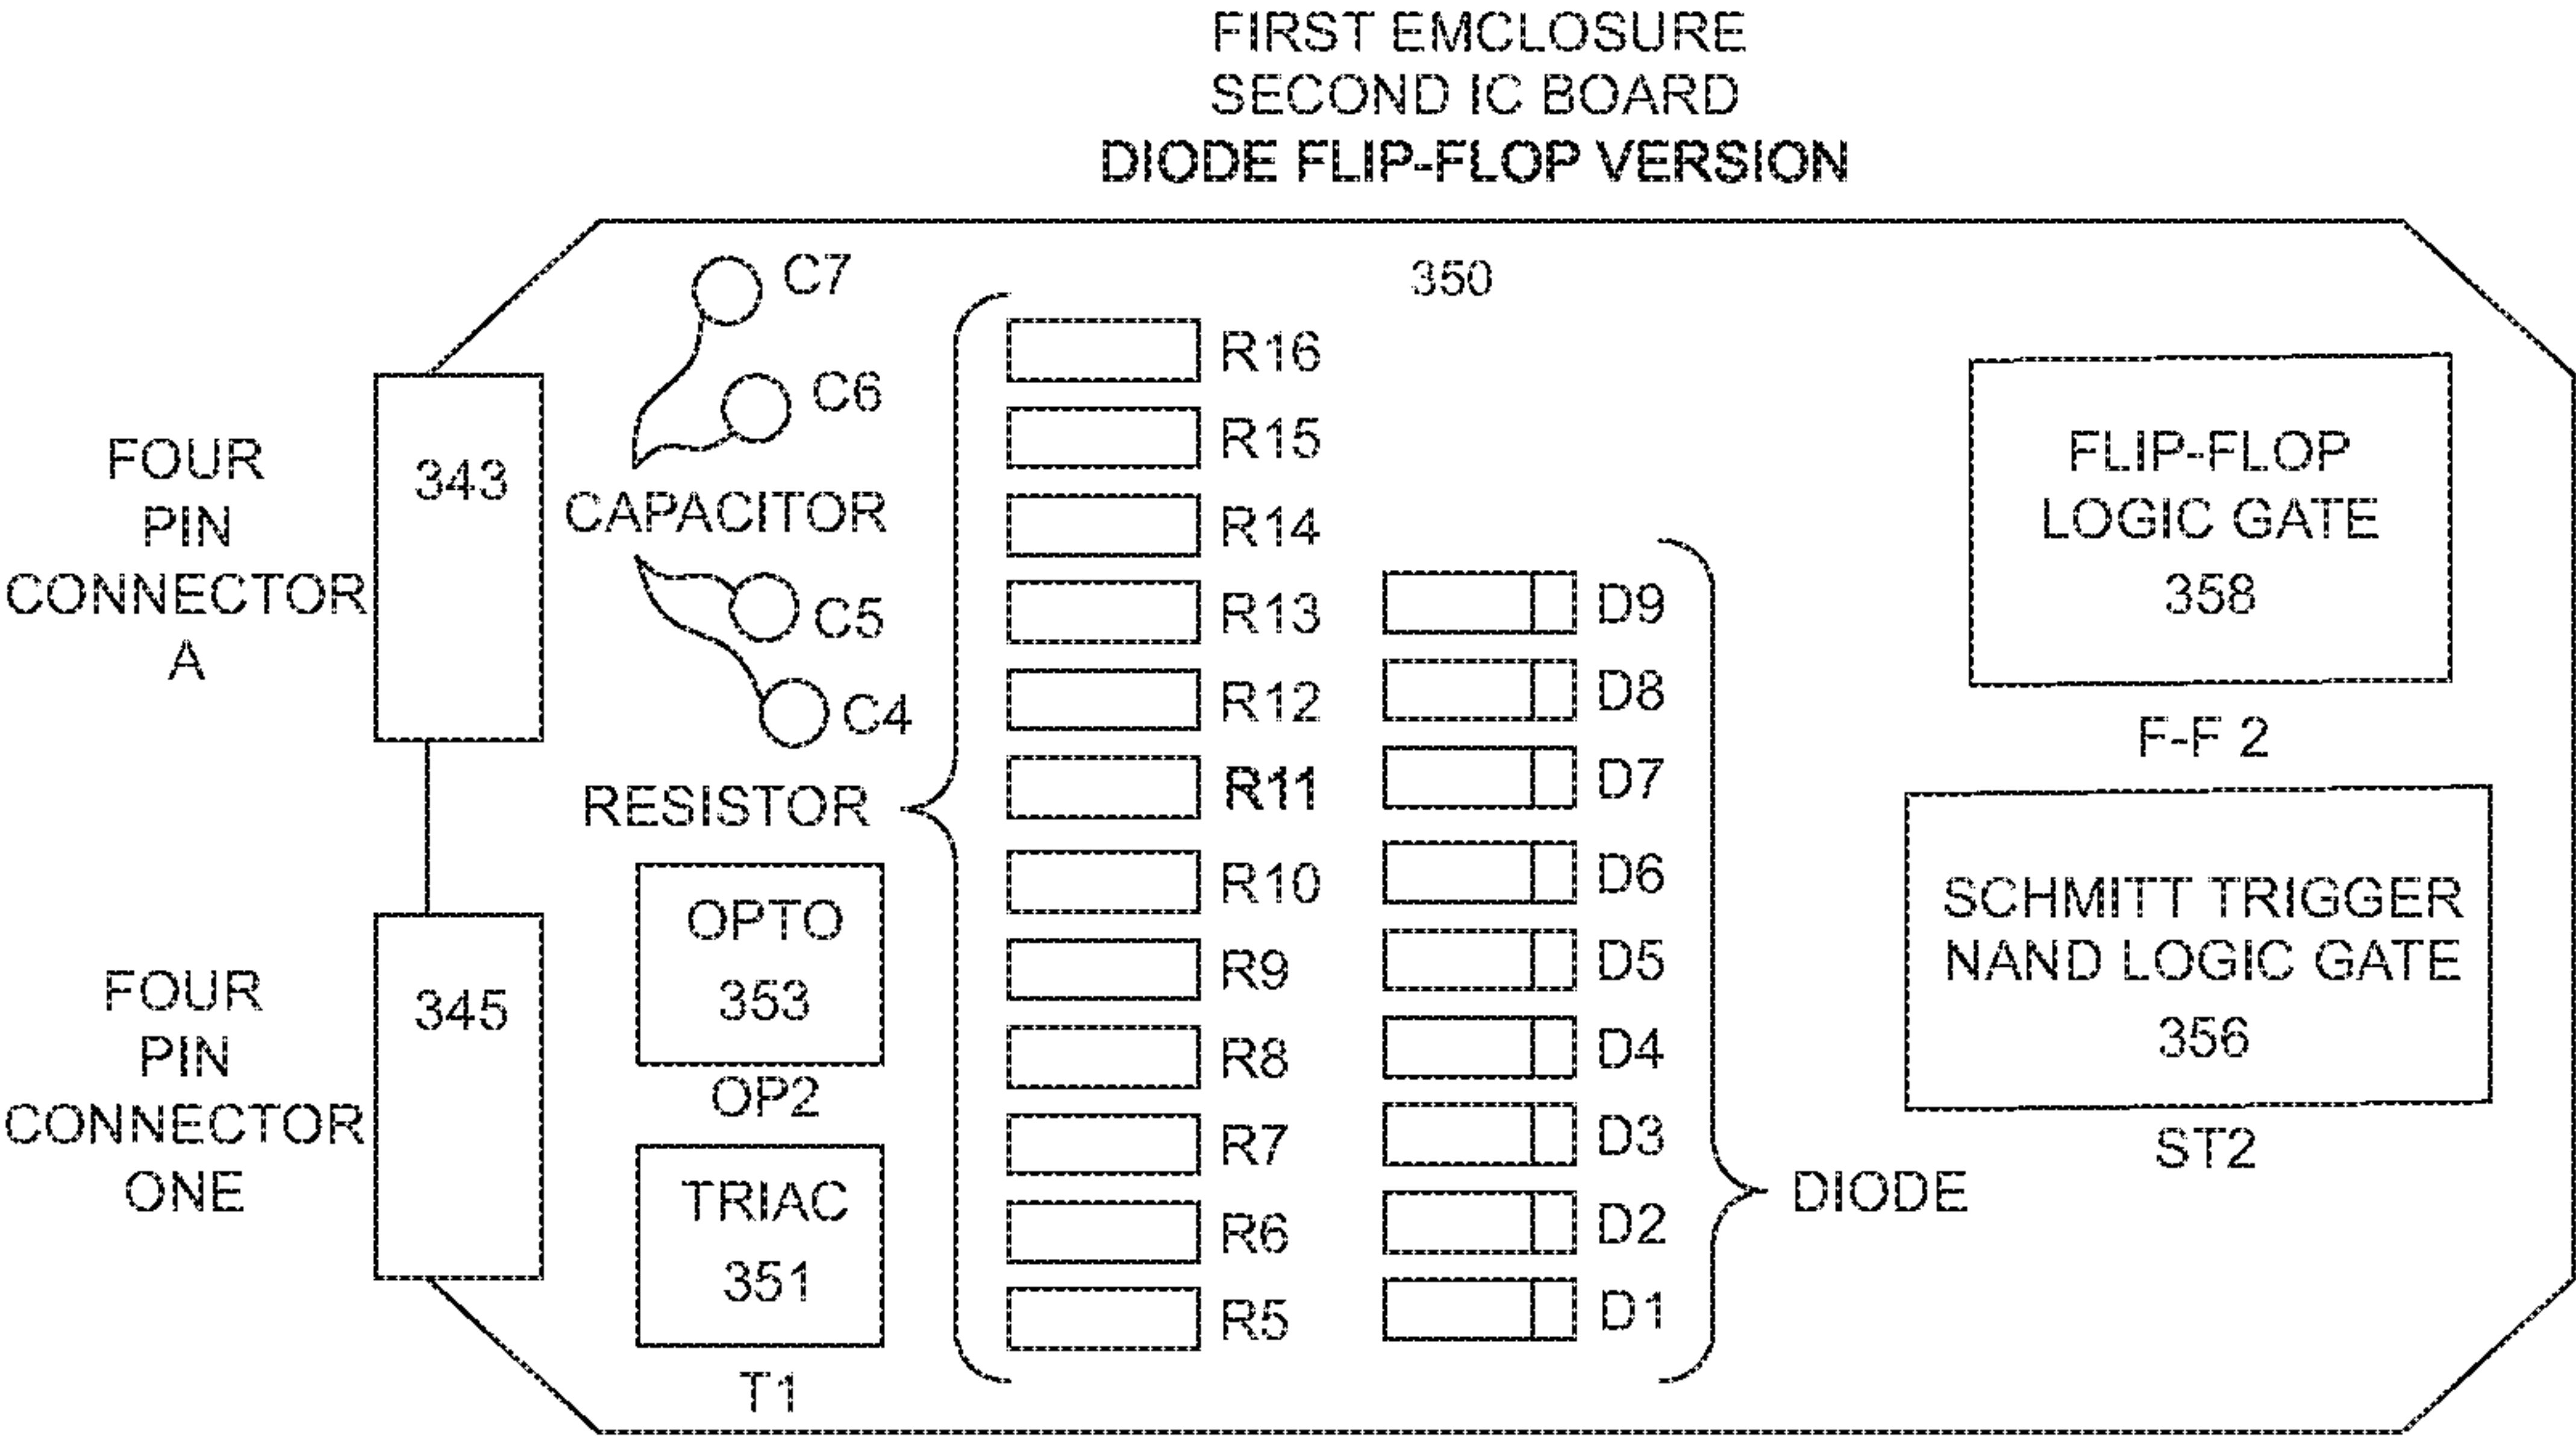 FIRST EMCLOSURE
SECOND IC BOARD
DIODE FLIP-FLOP VERSION
350
FOUR
PIN
CONNECTOR
A
343
FOUR
PIN
CONNECTOR
ONE
345
C7
C6
CAPACITOR
C5
C4
RESISTOR
OPTO
353
OP2
TRIAC
351
T1
R16
R15
R14
R13
R12
R11
R10
R9
R8
R7
R6
R5
D9
D8
D7
D6
D5
D4
D3
D2
D1
DIODE
FLIP-FLOP
LOGIC GATE
358
F-F 2
SCHMITT TRIGGER
NAND LOGIC GATE
356
ST2